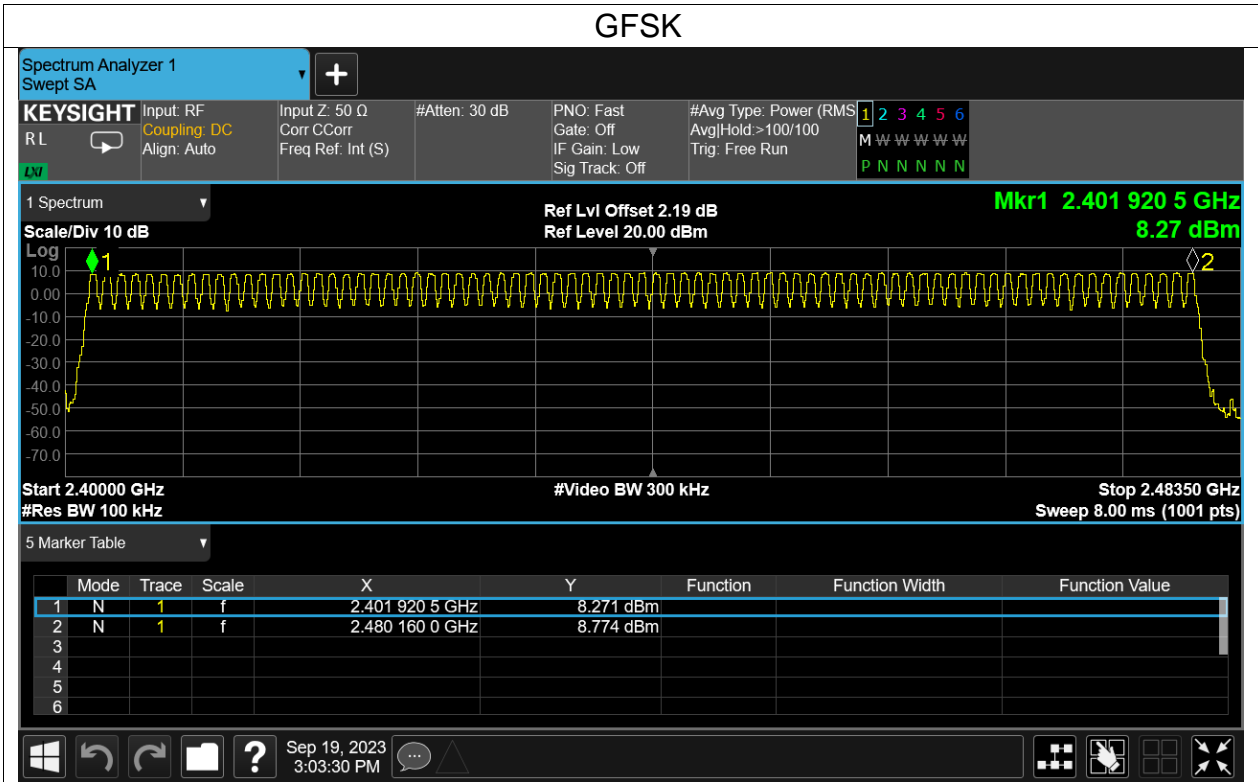 GFSK
Spectrum Analyzer 1
Swept SA
+
KEYSIGHT
R L
LXI
Input: RF
Coupling: DC
Align: Auto
Input Z: 50 Ω
Corr CCorr
Freq Ref: Int (S)
#Atten: 30 dB
PNO: Fast
Gate: Off
IF Gain: Low
Sig Track: Off
#Avg Type: Power (RMS
Avg|Hold:>100/100
Trig: Free Run
1 2 3 4 5 6
M W W W W W
P N N N N N
1 Spectrum
Scale/Div 10 dB
Ref Lvl Offset 2.19 dB
Ref Level 20.00 dBm
Mkr1 2.401 920 5 GHz
8.27 dBm
Log
1
2
10.0
0.00
-10.0
-20.0
-30.0
-40.0
-50.0
-60.0
-70.0
Start 2.40000 GHz
#Res BW 100 kHz
#Video BW 300 kHz
Stop 2.48350 GHz
Sweep 8.00 ms (1001 pts)
5 Marker Table
Mode Trace Scale X Y Function Function Width Function Value
1 N 1 f 2.401 920 5 GHz 8.271 dBm
2 N 1 f 2.480 160 0 GHz 8.774 dBm
3
4
5
6
?
Sep 19, 2023
3:03:30 PM